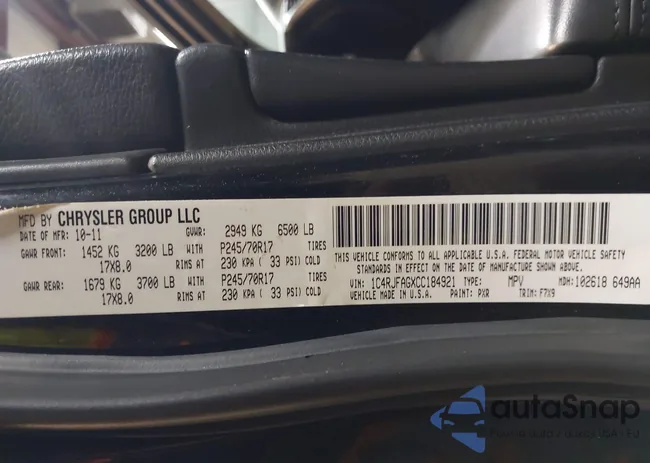 MFD BY CHRYSLER GROUP LLC
DATE OF MFR: 10-11 GVWR: 2949 KG 6500 LB
GAWR FRONT: 1452 KG 3200 LB WITH P245/70R17 TIRES
17X8.0 RIMS AT 230 KPA ( 33 PSI) COLD
GAWR REAR: 1679 KG 3700 LB WITH P245/70R17 TIRES
17X8.0 RIMS AT 230 KPA ( 33 PSI) COLD
THIS VEHICLE CONFORMS TO ALL APPLICABLE U.S.A. FEDERAL MOTOR VEHICLE SAFETY
STANDARDS IN EFFECT ON THE DATE OF MANUFACTURE SHOWN ABOVE.
VIN: 1C4RJFAGXCC184921 TYPE: MPV MDH: 102618 649AA
VEHICLE MADE IN U.S.A. PAINT: PXR TRIM: F7X9
autoSnap